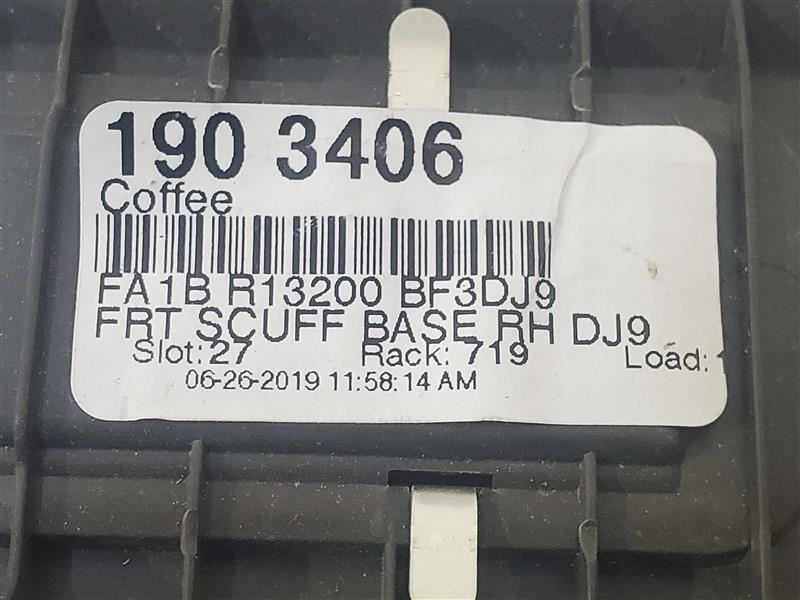 190 3406
Coffee
FA1B R13200 BF3DJ9
FRT SCUFF BASE RH DJ9
Slot: 27 Rack: 719 Load:
06-26-2019 11:58:14 AM